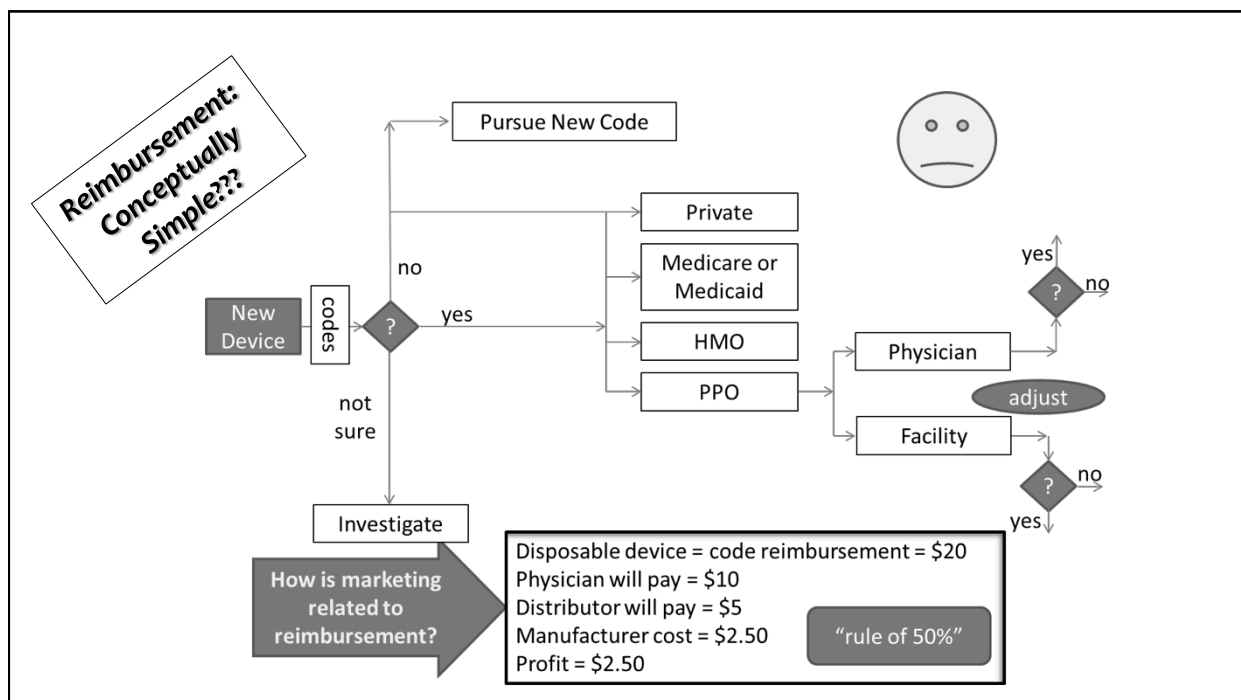 Reimbursement:
Conceptually
Simple???
Pursue New Code
Private
Medicare or
Medicaid
HMO
PPO
no
yes
not
sure
New
Device
codes
?
Investigate
Physician
Facility
adjust
yes
?
no
?
no
yes
How is marketing
related to
reimbursement?
Disposable device = code reimbursement = $20
Physician will pay = $10
Distributor will pay = $5
Manufacturer cost = $2.50
Profit = $2.50
“rule of 50%”